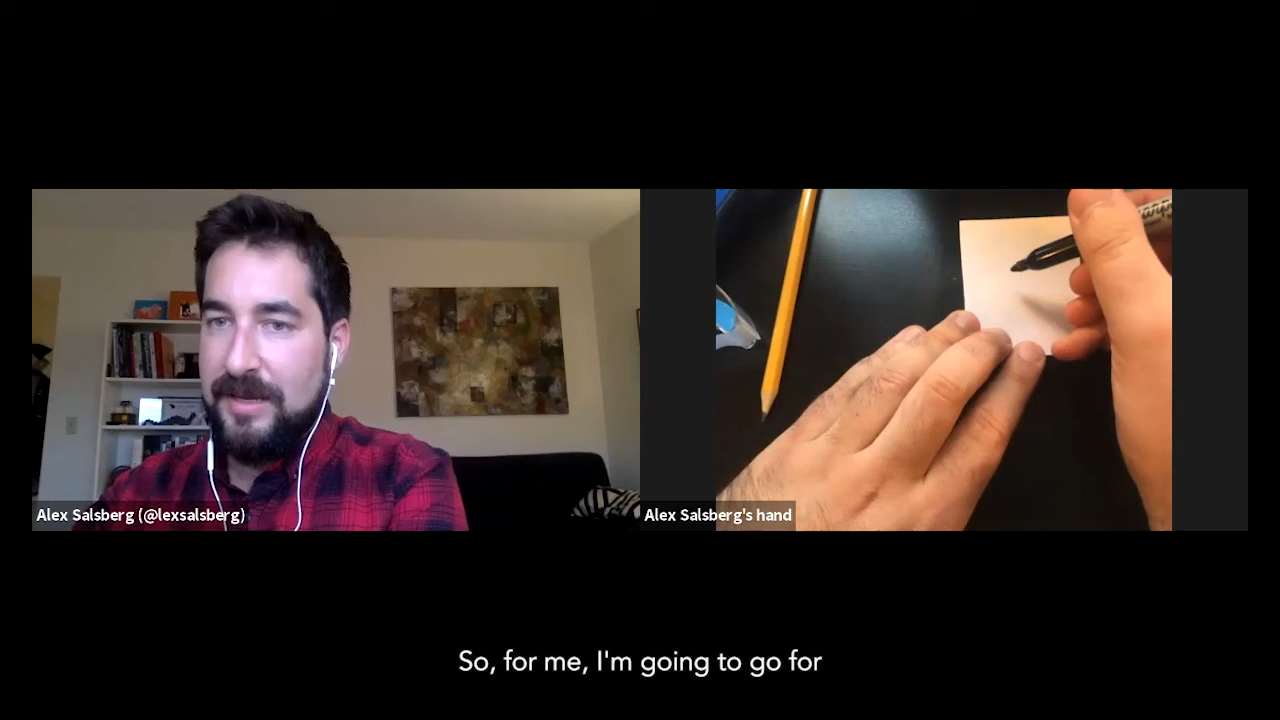 Alex Salsberg (@lexsalsberg)
Alex Salsberg's hand
So, for me, I'm going to go for